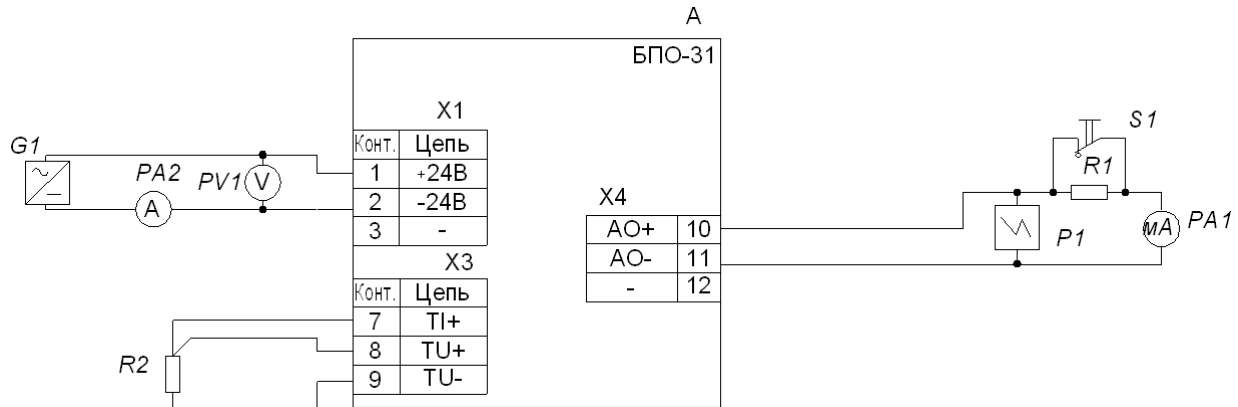 A
БПО-31
X1
Конт. Цепь
1 +24В
2 -24В
3 -
G1
PA2
A
PV1
V
X4
AO+ 10
AO- 11
- 12
S1
R1
P1
мА
PA1
X3
Конт. Цепь
7 TI+
8 TU+
9 TU-
R2